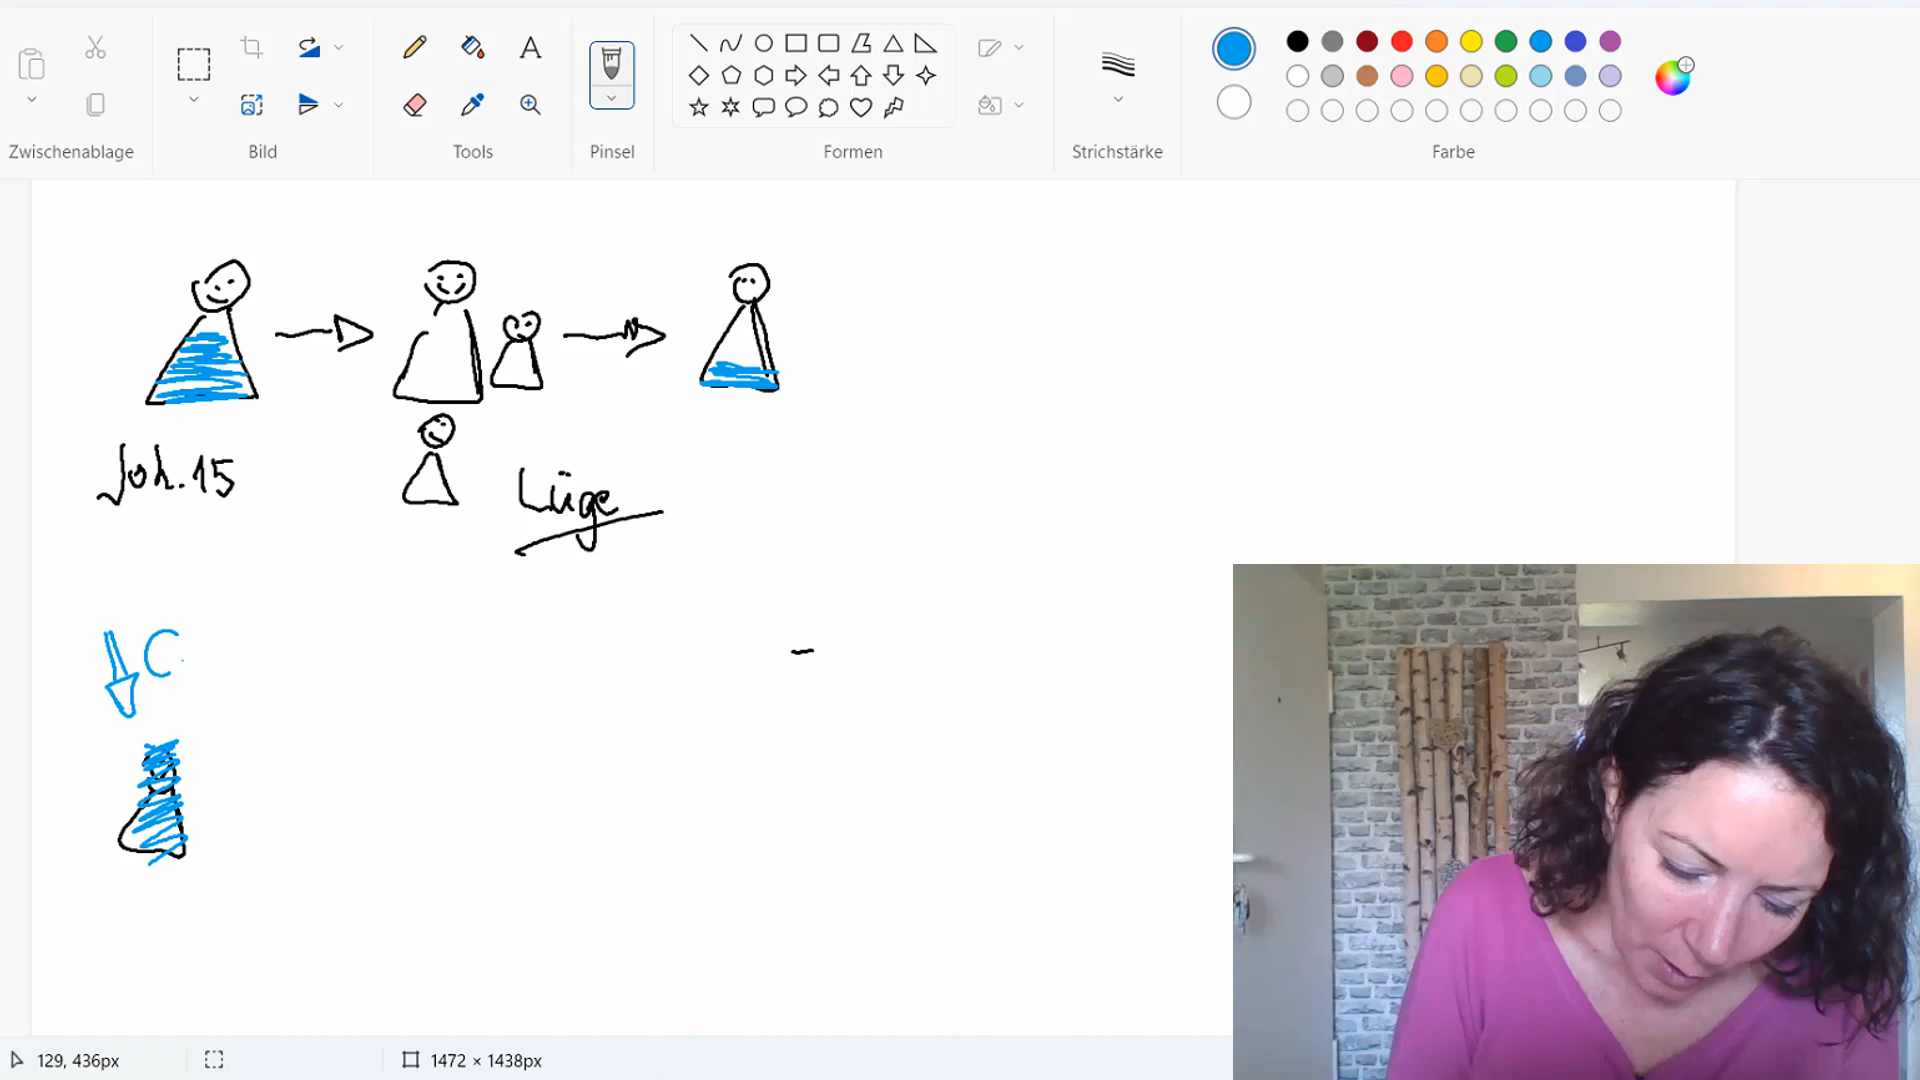 Zwischenablage
Bild
Tools
Pinsel
Formen
Strichstärke
Farbe
Joh. 15
Lüge
C
129, 436px
1472 × 1438px